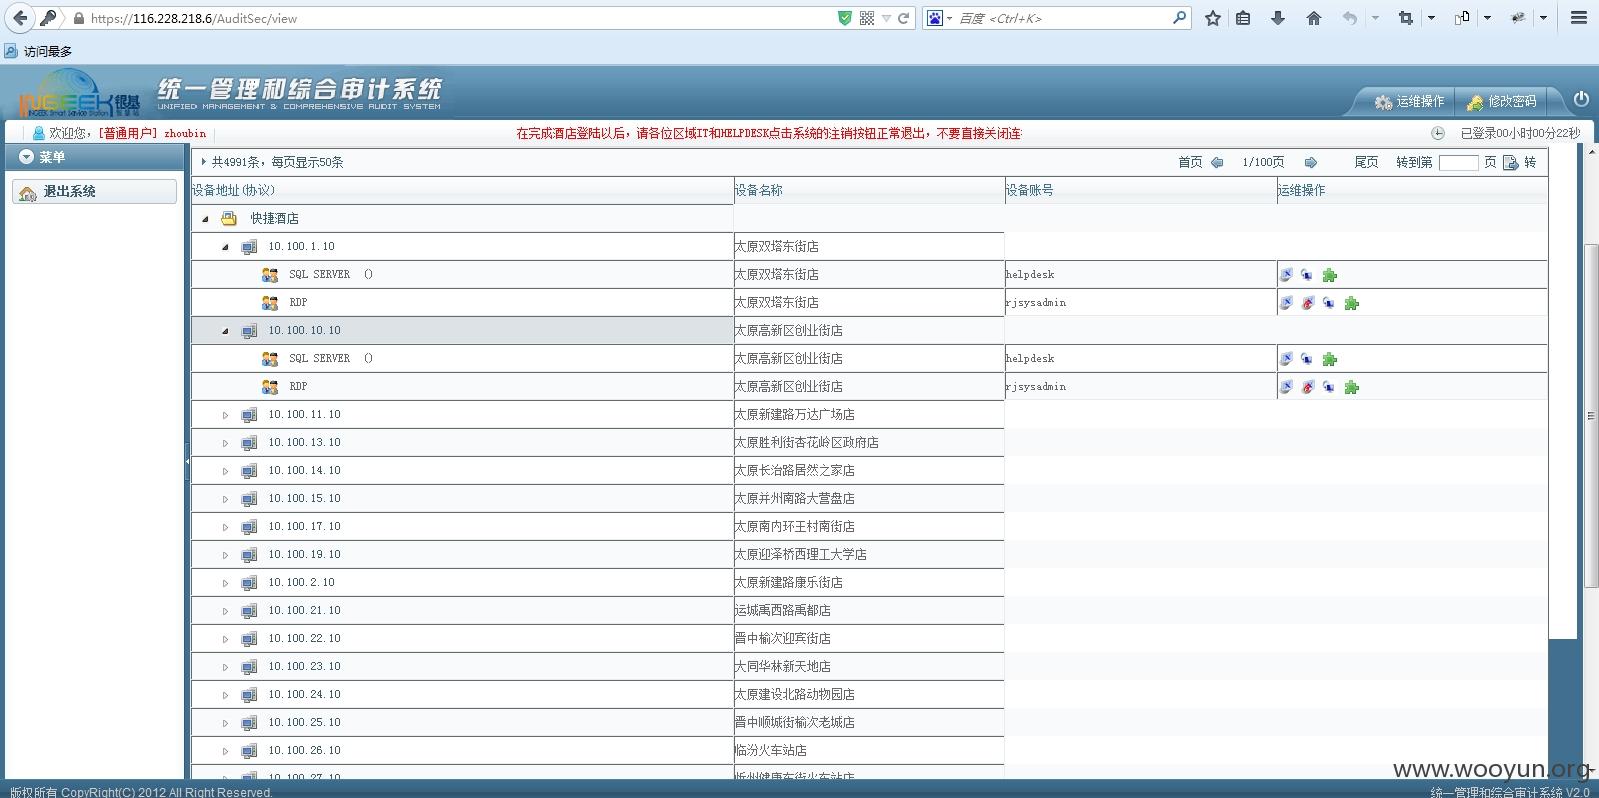 https://116.228.218.6/AuditSec/view
百度 <Ctrl+K>
访问最多
INGEEK银基
INGEEK Smart Service Station
统一管理和综合审计系统
UNIFIED MANAGEMENT & COMPREHENSIVE AUDIT SYSTEM
运维操作 修改密码
欢迎您，[普通用户] zhoubin 在完成酒店登陆以后，请各位区域IT和HELPDESK点击系统的注销按钮正常退出，不要直接关闭连 已登录00小时00分22秒
菜单
退出系统
共4991条，每页显示50条 首页 1/100页 尾页 转到第 页 转
设备地址(协议) 设备名称 设备账号 运维操作
快捷酒店
10.100.1.10 太原双塔东街店
SQL SERVER () 太原双塔东街店 helpdesk
RDP 太原双塔东街店 rjsysadmin
10.100.10.10 太原高新区创业街店
SQL SERVER () 太原高新区创业街店 helpdesk
RDP 太原高新区创业街店 rjsysadmin
10.100.11.10 太原新建路万达广场店
10.100.13.10 太原胜利街杏花岭区政府店
10.100.14.10 太原长治路居然之家店
10.100.15.10 太原并州南路大营盘店
10.100.17.10 太原南内环王村南街店
10.100.19.10 太原迎泽桥西理工大学店
10.100.2.10 太原新建路康乐街店
10.100.21.10 运城禹西路禹都店
10.100.22.10 晋中榆次迎宾街店
10.100.23.10 大同华林新天地店
10.100.24.10 太原建设北路动物园店
10.100.25.10 晋中顺城街榆次老城店
10.100.26.10 临汾火车站店
10.100.27.10 忻州健康东街火车站店
www.wooyun.org
版权所有 CopyRight(C) 2012 All Right Reserved. 统一管理和综合审计系统 V2.0